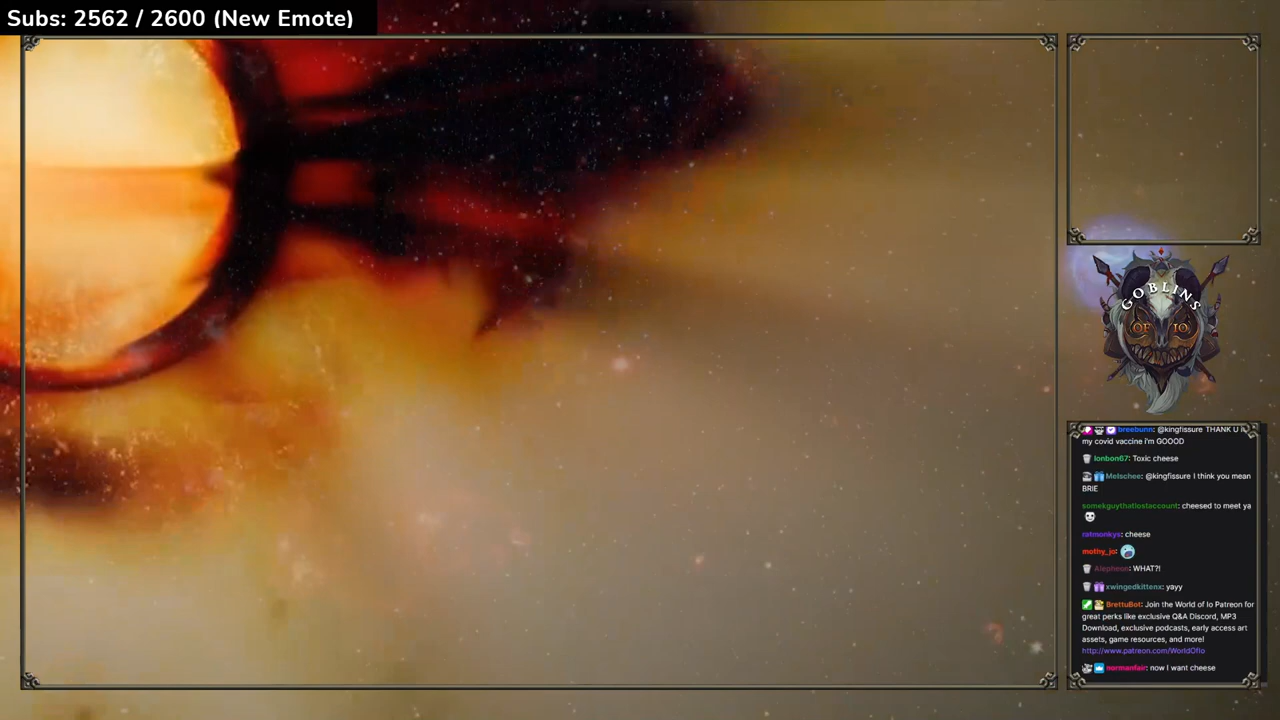 Subs: 2562 / 2600 (New Emote)
GOBLINS
OF IO
breebunn: @kingfissure THANK U
my covid vaccine i'm GOOOD
lonbon67: Toxic cheese
Melschee: @kingfissure I think you mean
BRIE
somekguythatlostaccount: cheesed to meet ya
ratmonkys: cheese
mothy_jo:
Alepheon: WHAT?!
xwingedkittenx: yayy
BrettuBot: Join the World of Io Patreon for
great perks like exclusive Q&A Discord, MP3
Download, exclusive podcasts, early access art
assets, game resources, and more!
http://www.patreon.com/WorldOfIo
normanfair: now I want cheese